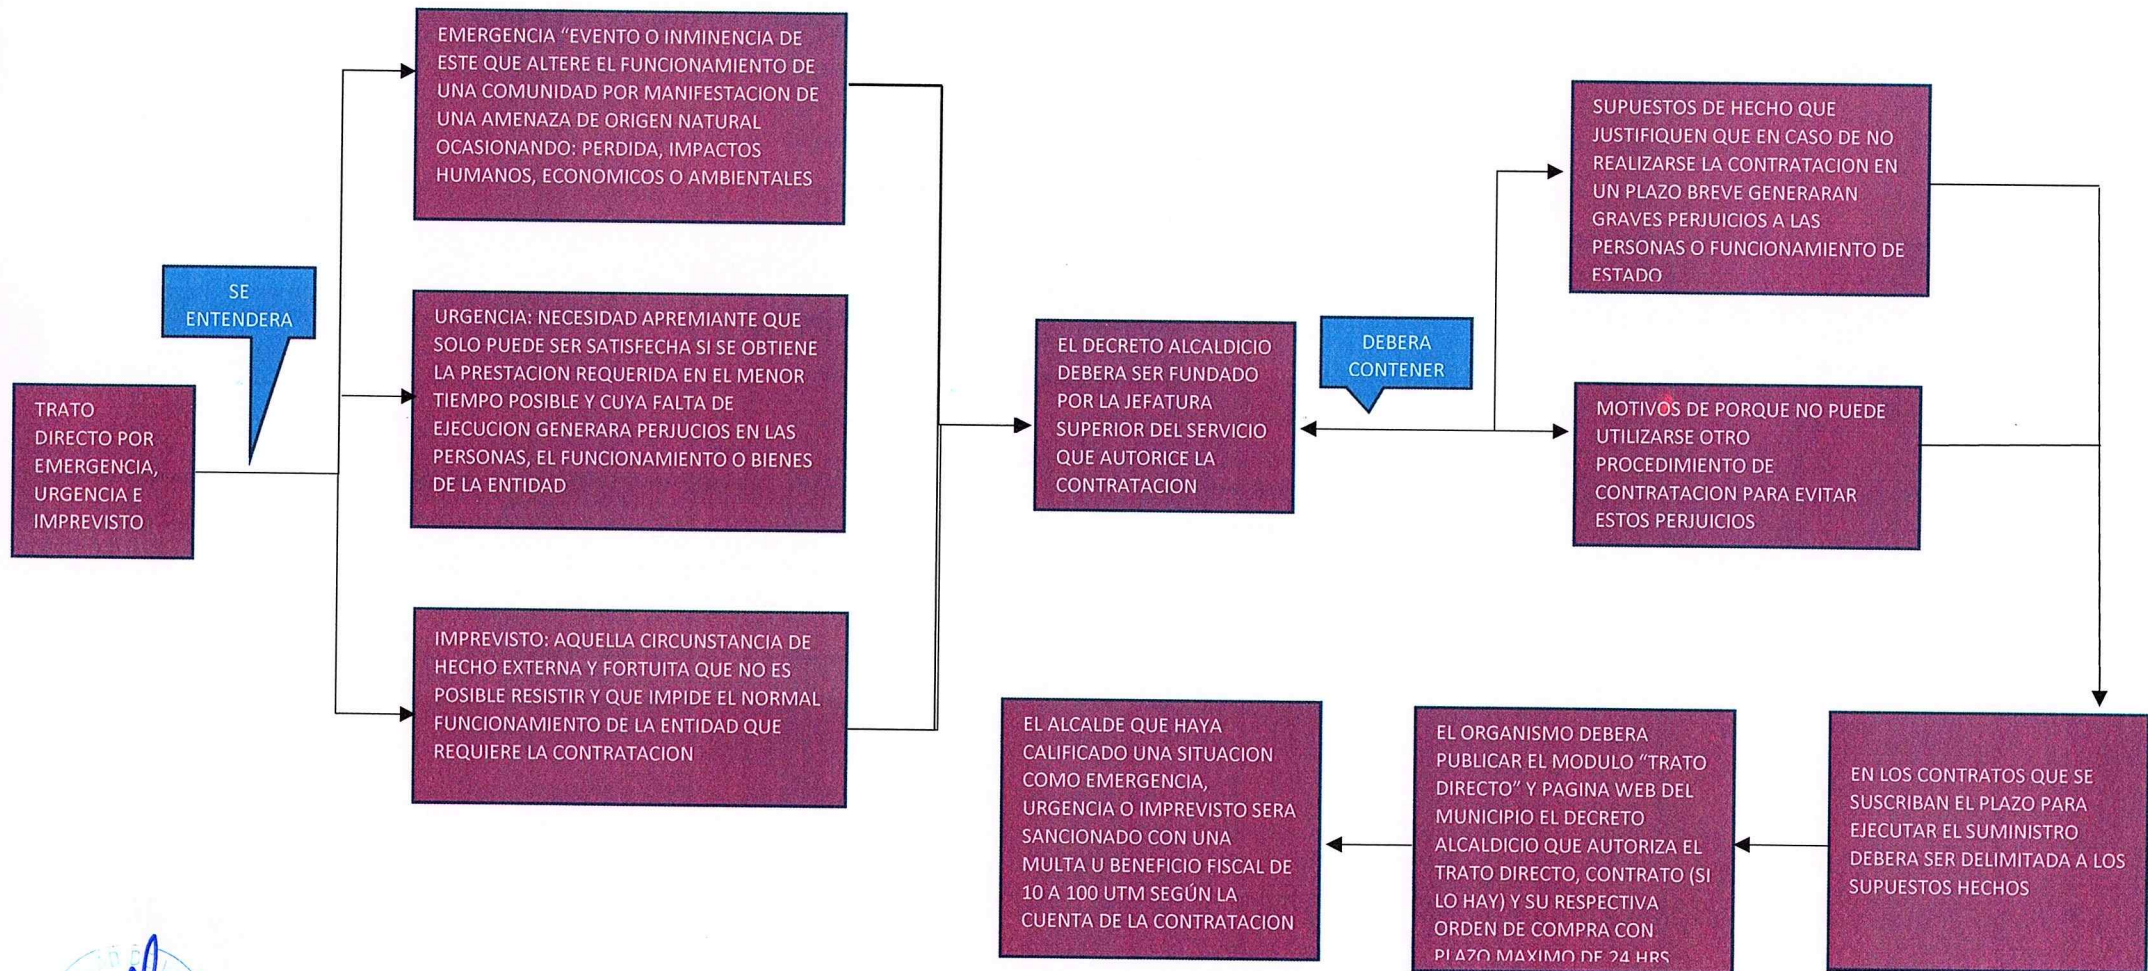 TRATO
DIRECTO POR
EMERGENCIA,
URGENCIA E
IMPREVISTO
SE
ENTENDERA
EMERGENCIA “EVENTO O INMINENCIA DE
ESTE QUE ALTERE EL FUNCIONAMIENTO DE
UNA COMUNIDAD POR MANIFESTACION DE
UNA AMENAZA DE ORIGEN NATURAL
OCASIONANDO: PERDIDA, IMPACTOS
HUMANOS, ECONOMICOS O AMBIENTALES
URGENCIA: NECESIDAD APREMIANTE QUE
SOLO PUEDE SER SATISFECHA SI SE OBTIENE
LA PRESTACION REQUERIDA EN EL MENOR
TIEMPO POSIBLE Y CUYA FALTA DE
EJECUCION GENERARA PERJUCIOS EN LAS
PERSONAS, EL FUNCIONAMIENTO O BIENES
DE LA ENTIDAD
IMPREVISTO: AQUELLA CIRCUNSTANCIA DE
HECHO EXTERNA Y FORTUITA QUE NO ES
POSIBLE RESISTIR Y QUE IMPIDE EL NORMAL
FUNCIONAMIENTO DE LA ENTIDAD QUE
REQUIERE LA CONTRATACION
EL DECRETO ALCALDICIO
DEBERA SER FUNDADO
POR LA JEFATURA
SUPERIOR DEL SERVICIO
QUE AUTORICE LA
CONTRATACION
DEBERA
CONTENER
SUPUESTOS DE HECHO QUE
JUSTIFIQUEN QUE EN CASO DE NO
REALIZARSE LA CONTRATACION EN
UN PLAZO BREVE GENERARAN
GRAVES PERJUICIOS A LAS
PERSONAS O FUNCIONAMIENTO DE
ESTADO
MOTIVOS DE PORQUE NO PUEDE
UTILIZARSE OTRO
PROCEDIMIENTO DE
CONTRATACION PARA EVITAR
ESTOS PERJUICIOS
EN LOS CONTRATOS QUE SE
SUSCRIBAN EL PLAZO PARA
EJECUTAR EL SUMINISTRO
DEBERA SER DELIMITADA A LOS
SUPUESTOS HECHOS
EL ORGANISMO DEBERA
PUBLICAR EL MODULO “TRATO
DIRECTO” Y PAGINA WEB DEL
MUNICIPIO EL DECRETO
ALCALDICIO QUE AUTORIZA EL
TRATO DIRECTO, CONTRATO (SI
LO HAY) Y SU RESPECTIVA
ORDEN DE COMPRA CON
PLAZO MAXIMO DE 24 HRS
EL ALCALDE QUE HAYA
CALIFICADO UNA SITUACION
COMO EMERGENCIA,
URGENCIA O IMPREVISTO SERA
SANCIONADO CON UNA
MULTA U BENEFICIO FISCAL DE
10 A 100 UTM SEGÚN LA
CUENTA DE LA CONTRATACION